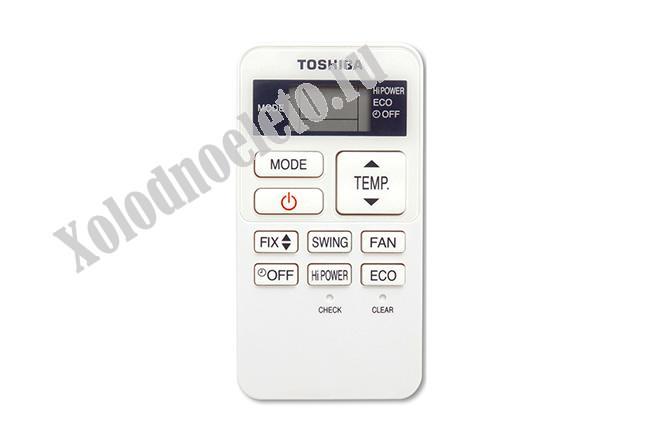 TOSHIBA
MODE
Hi POWER
ECO
OFF
MODE
TEMP.
FIX SWING FAN
OFF Hi POWER ECO
CHECK CLEAR
Xolodnoeleto.ru